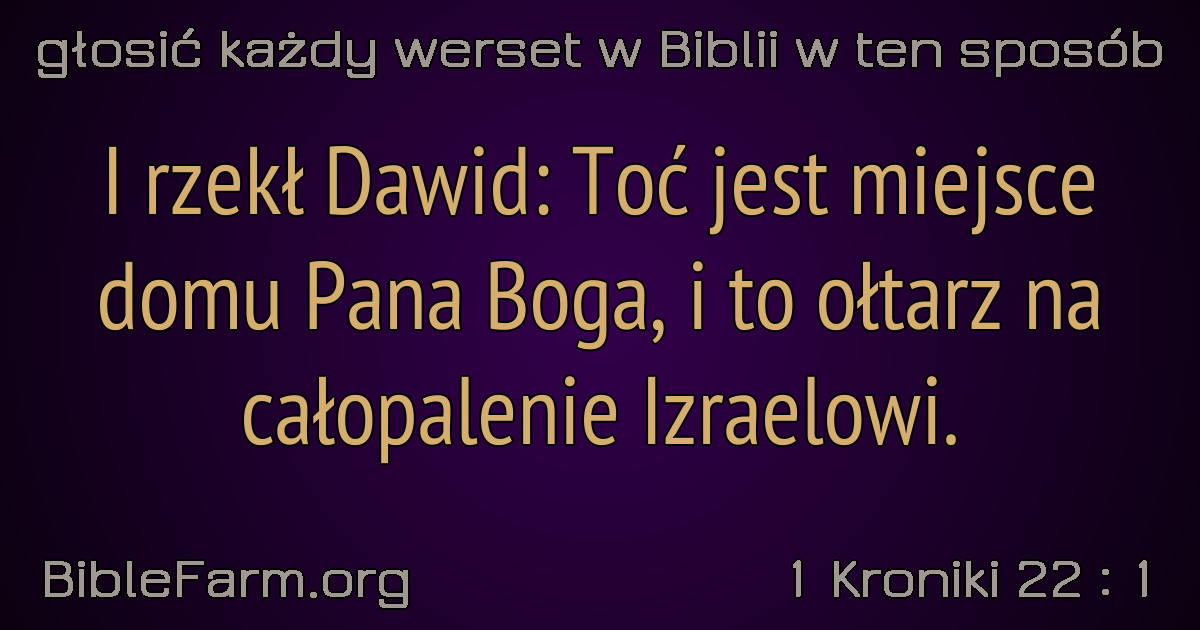 głosić każdy werset w Biblii w ten sposób
I rzekł Dawid: Toć jest miejsce
domu Pana Boga, i to ołtarz na
całopalenie Izraelowi.
BibleFarm.org
1 Kroniki 22 : 1